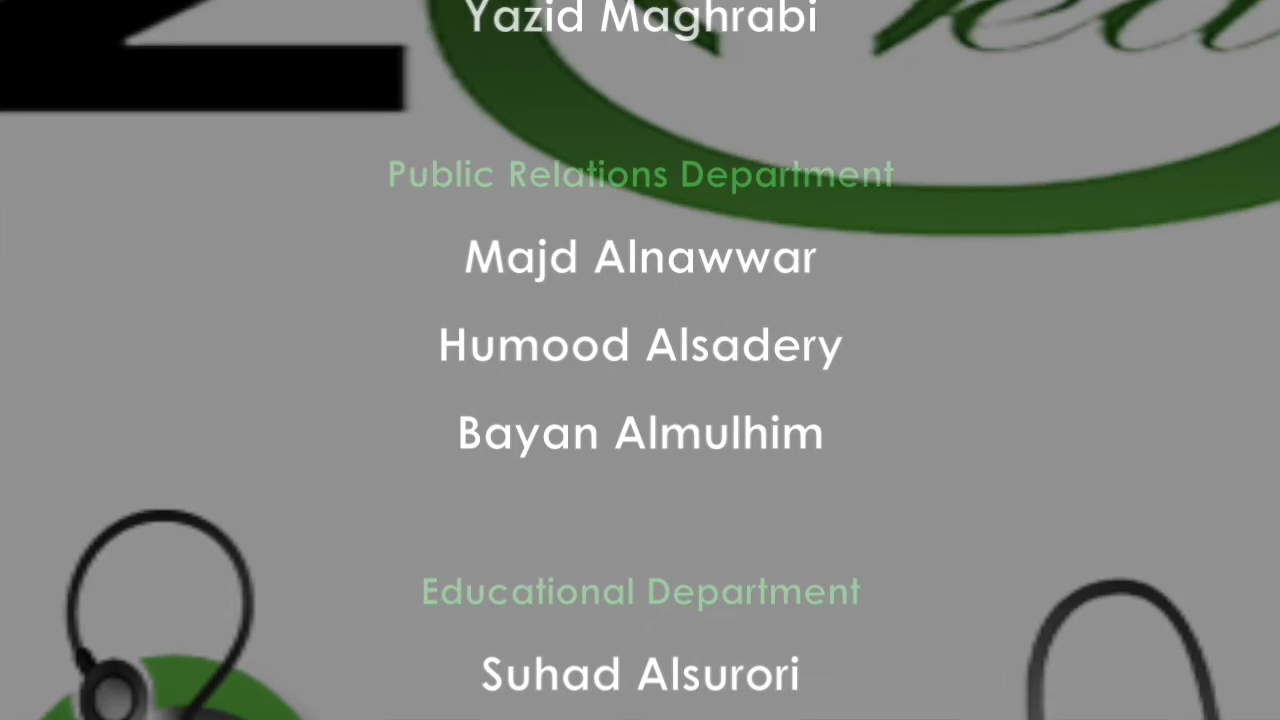 Yazid Maghrabi
Public Relations Department
Majd Alnawwar
Humood Alsadery
Bayan Almulhim
Educational Department
Suhad Alsurori